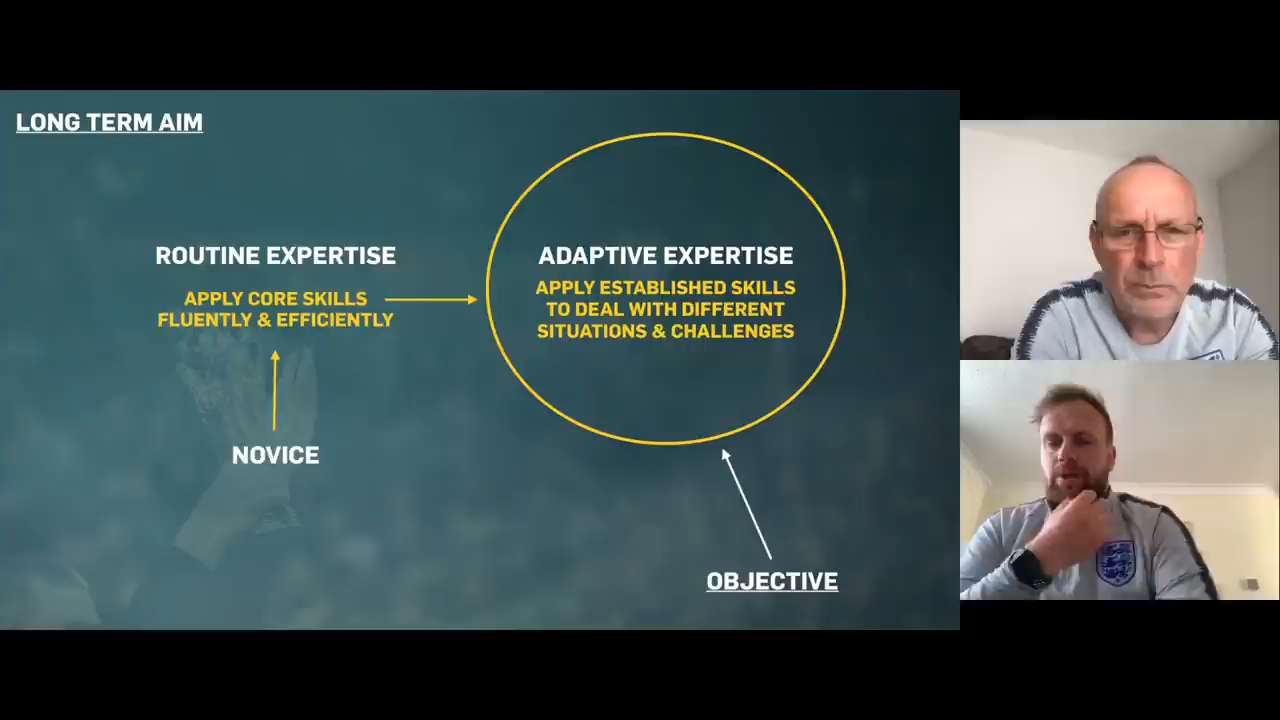 LONG TERM AIM
ROUTINE EXPERTISE
APPLY CORE SKILLS
FLUENTLY & EFFICIENTLY
NOVICE
ADAPTIVE EXPERTISE
APPLY ESTABLISHED SKILLS
TO DEAL WITH DIFFERENT
SITUATIONS & CHALLENGES
OBJECTIVE